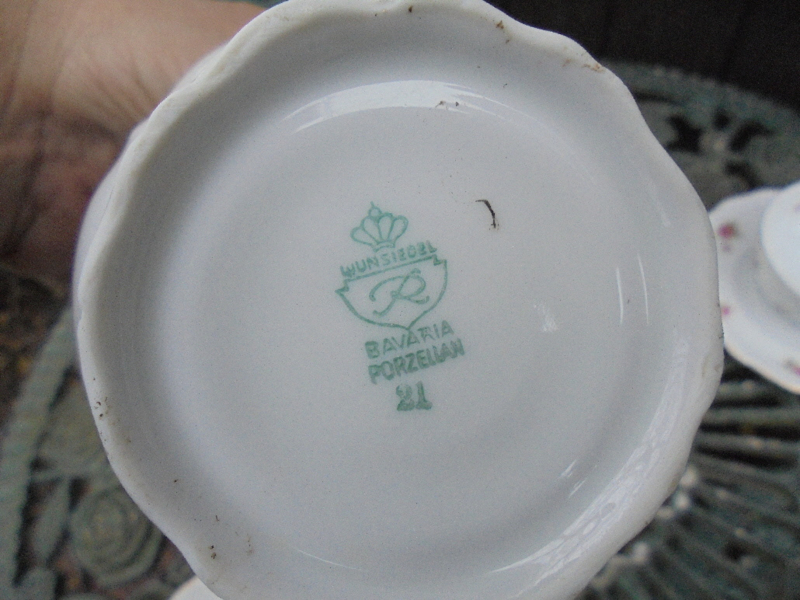 WUNSIEDEL
R
BAVARIA
PORZELLAN
21